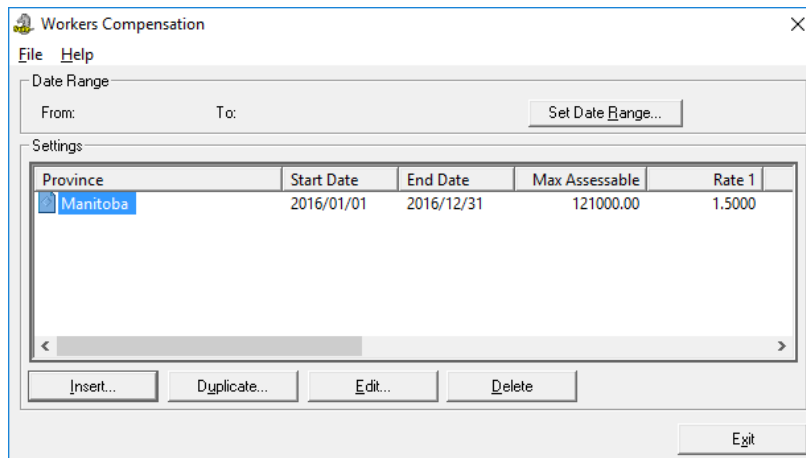 Workers Compensation
File Help
Date Range
From: To: Set Date Range...
Settings
Province Start Date End Date Max Assessable Rate 1
Manitoba 2016/01/01 2016/12/31 121000.00 1.5000
Insert... Duplicate... Edit... Delete
Exit